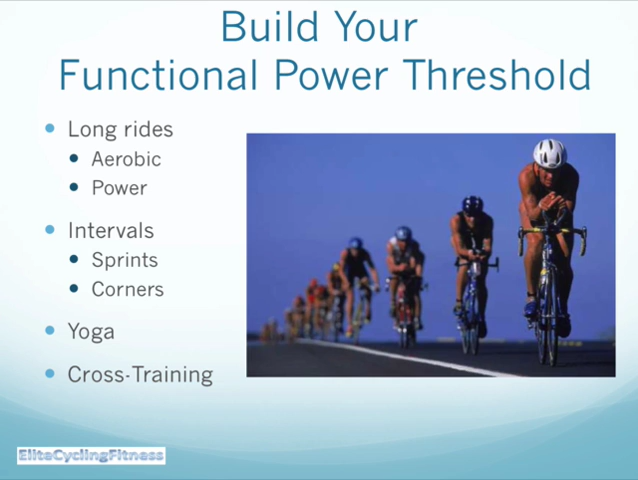 Build Your
Functional Power Threshold
Long rides
Aerobic
Power
Intervals
Sprints
Corners
Yoga
Cross-Training
EliteCyclingFitness